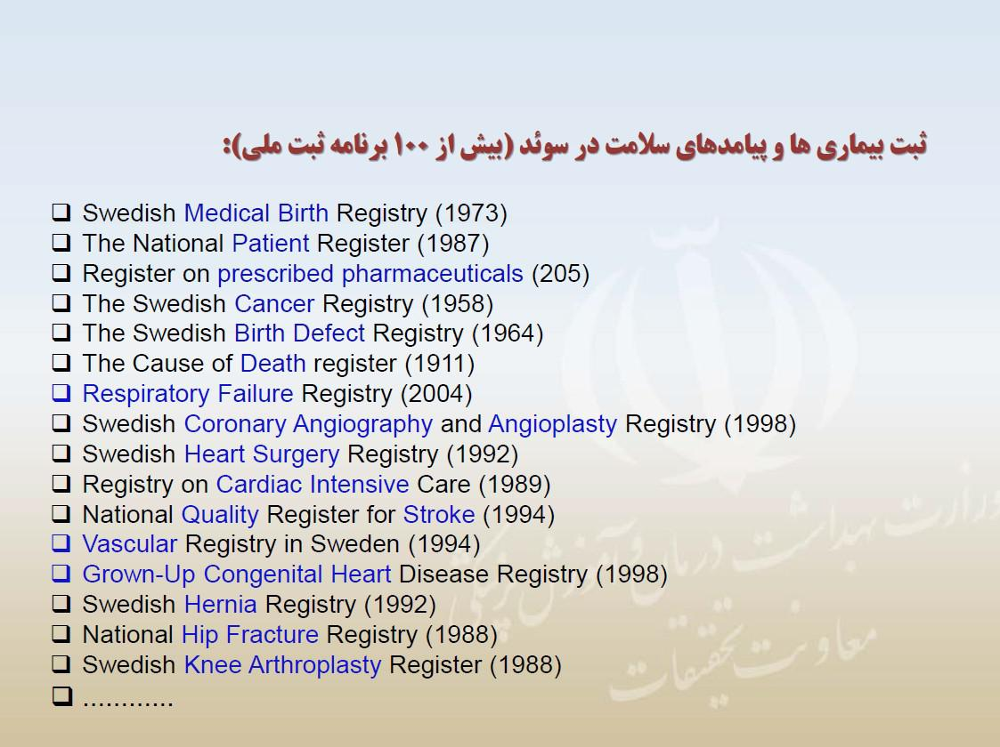 ثبت بیماری ها و پیامدهای سلامت در سوئد (بیش از ۱۰۰ برنامه ثبت ملی):
❑ Swedish Medical Birth Registry (1973)
❑ The National Patient Register (1987)
❑ Register on prescribed pharmaceuticals (205)
❑ The Swedish Cancer Registry (1958)
❑ The Swedish Birth Defect Registry (1964)
❑ The Cause of Death register (1911)
❑ Respiratory Failure Registry (2004)
❑ Swedish Coronary Angiography and Angioplasty Registry (1998)
❑ Swedish Heart Surgery Registry (1992)
❑ Registry on Cardiac Intensive Care (1989)
❑ National Quality Register for Stroke (1994)
❑ Vascular Registry in Sweden (1994)
❑ Grown-Up Congenital Heart Disease Registry (1998)
❑ Swedish Hernia Registry (1992)
❑ National Hip Fracture Registry (1988)
❑ Swedish Knee Arthroplasty Register (1988)
❑ ............
وزارت بهداشت درمان و آموزش پزشکی
معاونت تحقیقات